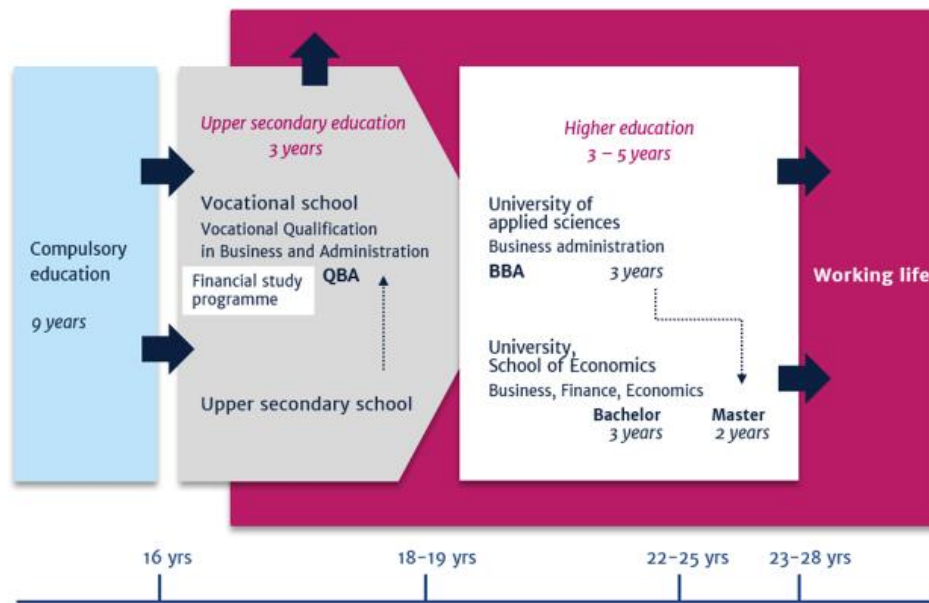 Compulsory
education
9 years
Upper secondary education
3 years
Vocational school
Vocational Qualification
in Business and Administration
Financial study
programme
QBA
Upper secondary school
Higher education
3 – 5 years
University of
applied sciences
Business administration
BBA 3 years
University,
School of Economics
Business, Finance, Economics
Bachelor Master
3 years 2 years
Working life
16 yrs 18-19 yrs 22-25 yrs 23-28 yrs